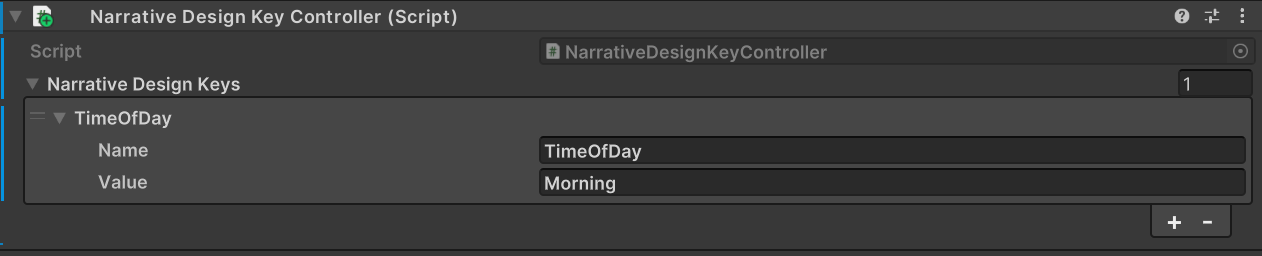 Narrative Design Key Controller (Script)
Script
# NarrativeDesignKeyController
Narrative Design Keys 1
TimeOfDay
Name TimeOfDay
Value Morning
+ -